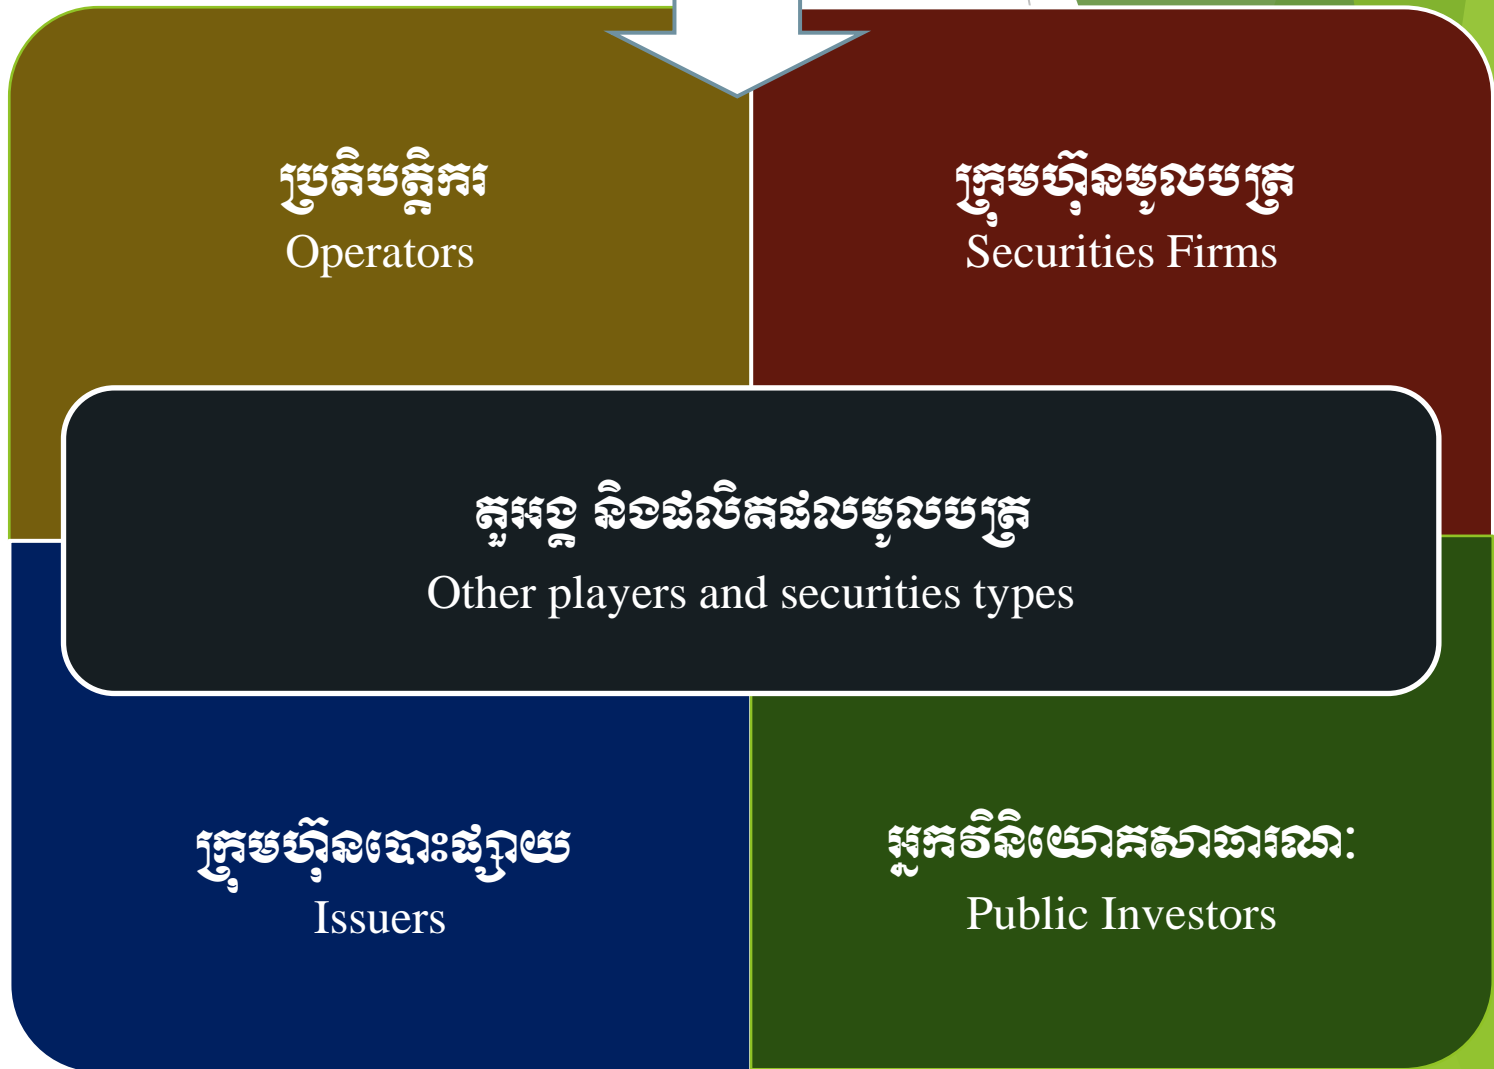 ប្រតិបត្តិករ
Operators
ក្រុមហ៊ុនមូលបត្រ
Securities Firms
តួអង្គ និងផលិតផលមូលបត្រ
Other players and securities types
ក្រុមហ៊ុនបោះផ្សាយ
Issuers
អ្នកវិនិយោគសាធារណៈ
Public Investors